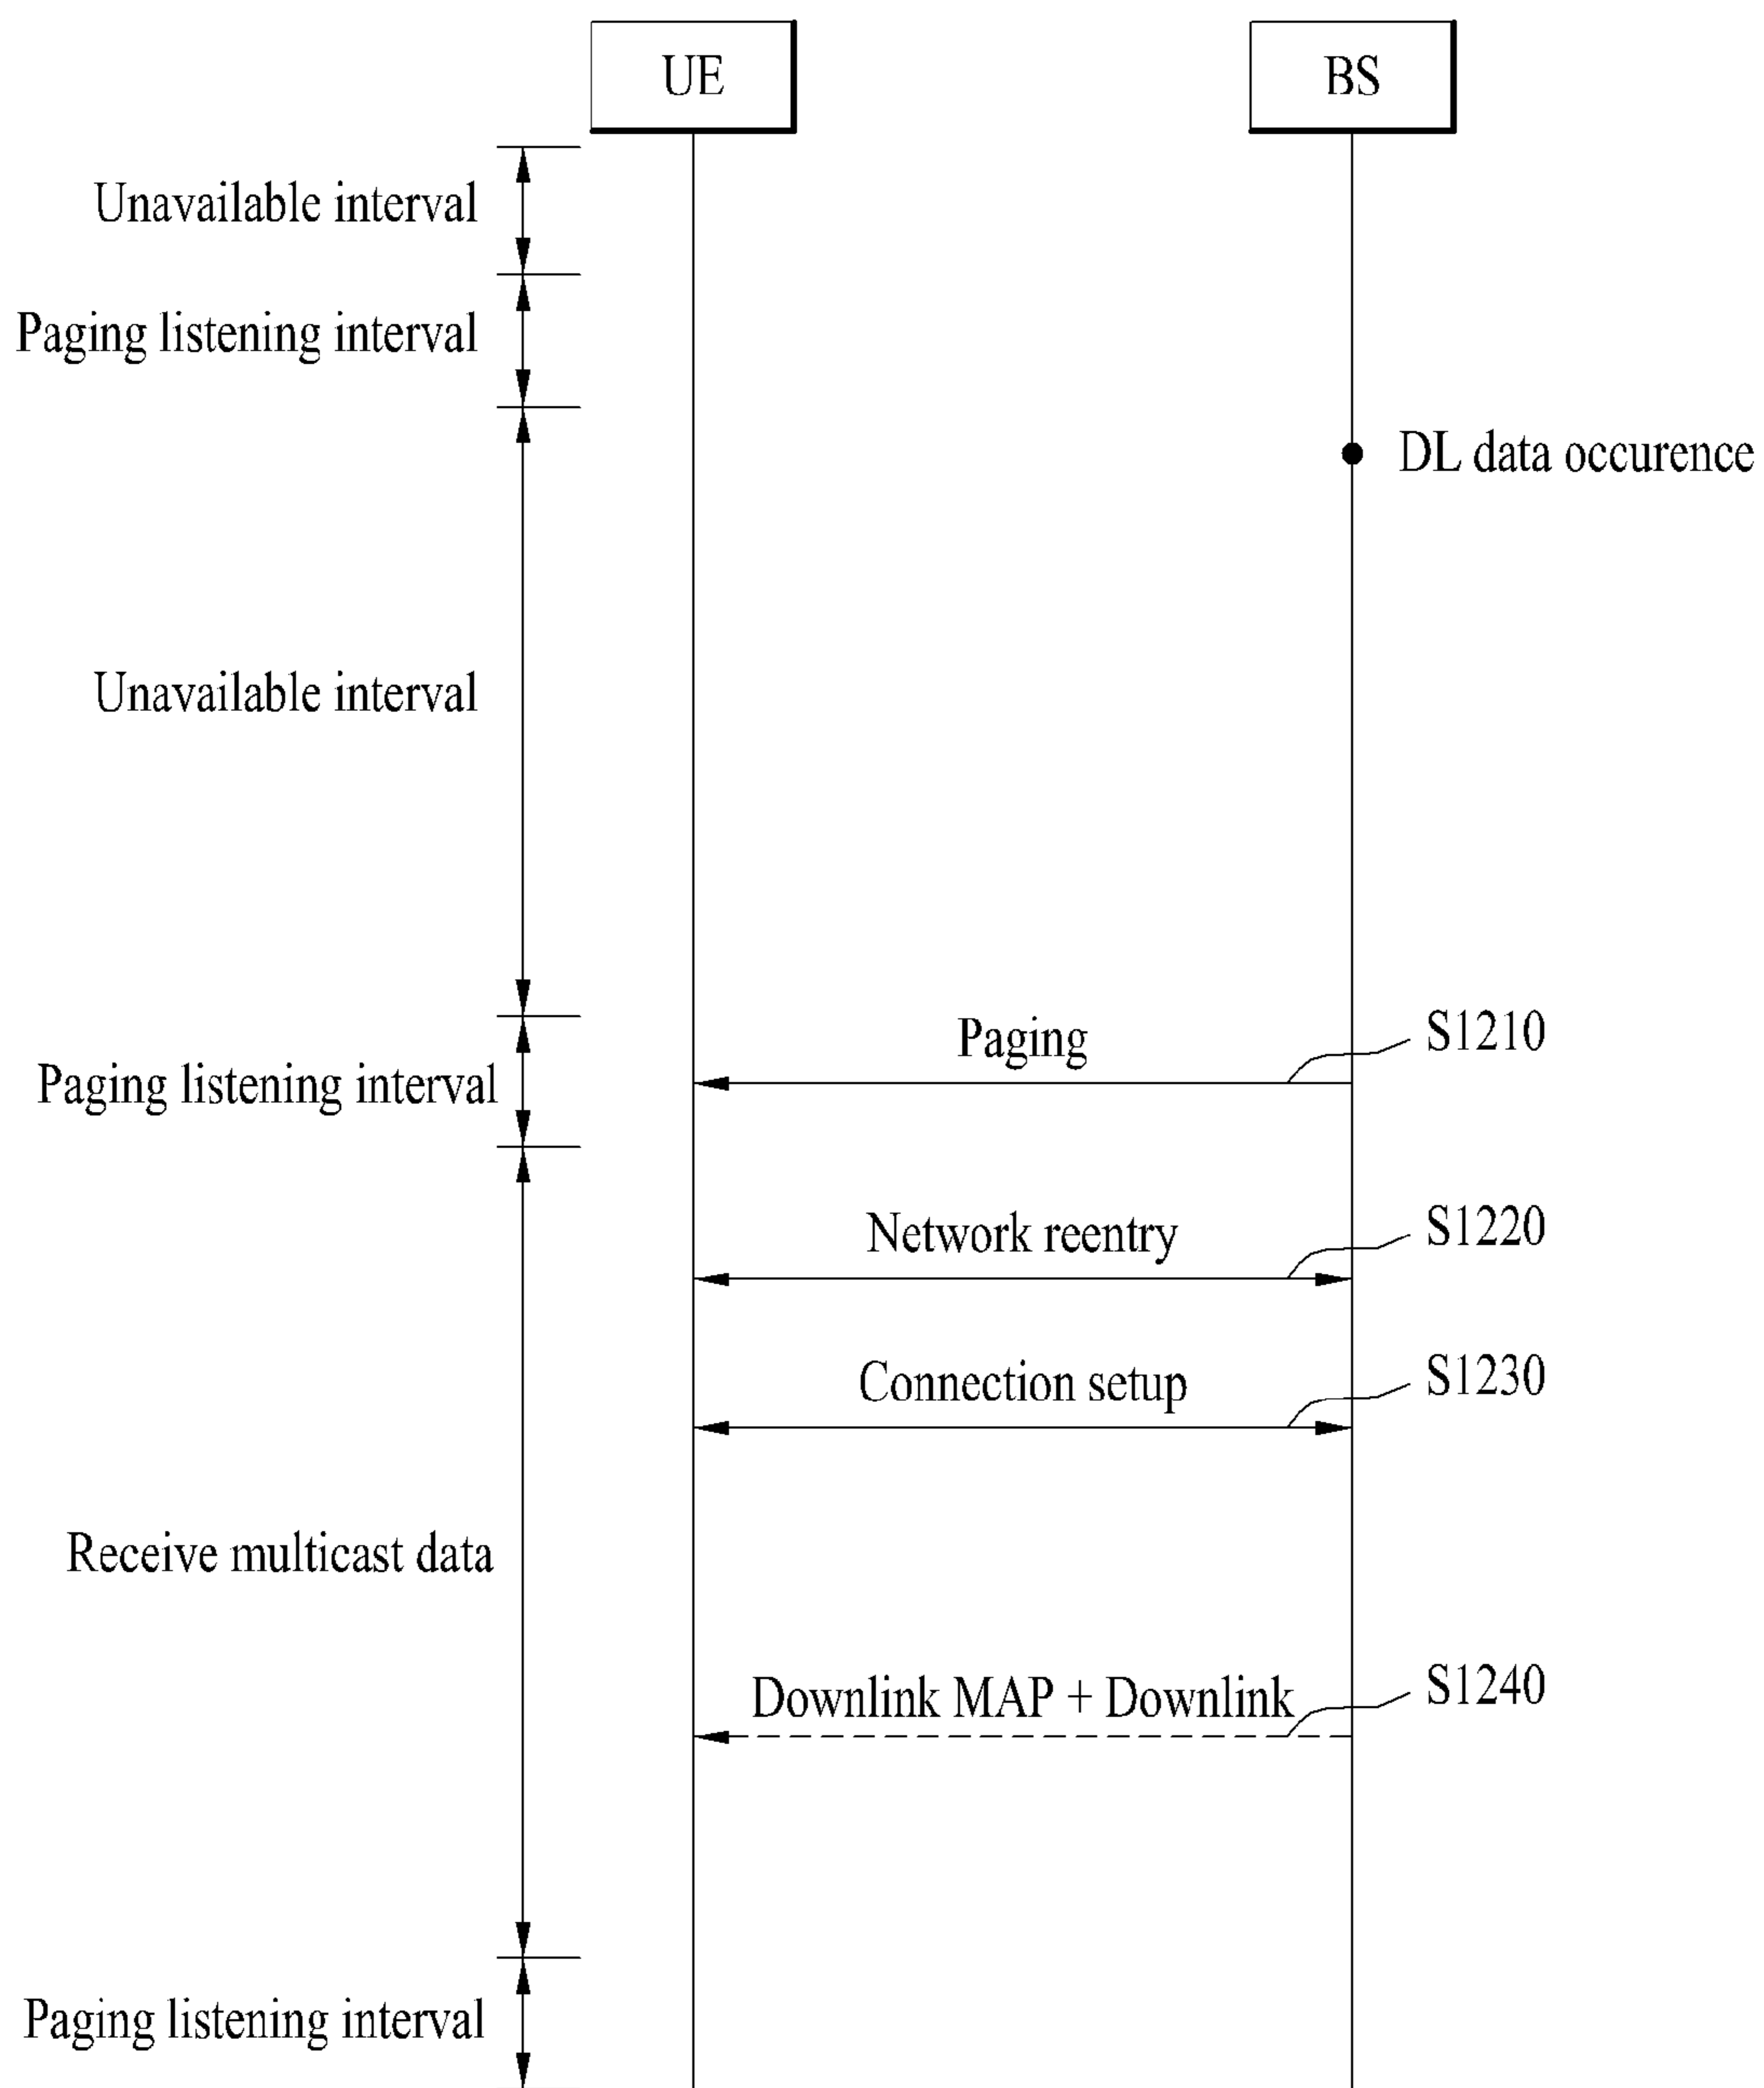 UE
BS
Unavailable interval
Paging listening interval
DL data occurence
Unavailable interval
Paging
S1210
Paging listening interval
Network reentry
S1220
Connection setup
S1230
Receive multicast data
Downlink MAP + Downlink
S1240
Paging listening interval